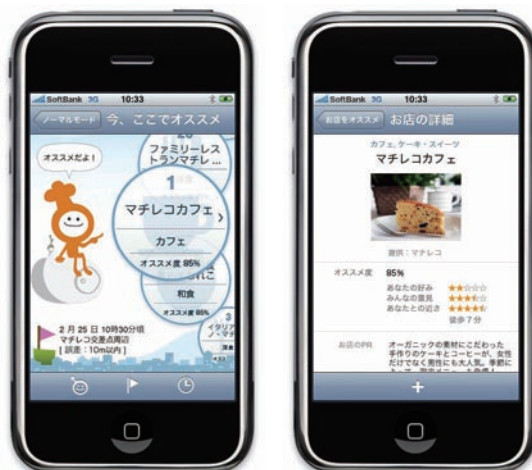 SoftBank 3G 10:33
ノーマルモード 今、ここでオススメ
オススメだよ!
ファミリーレス
トランマチレ ...
1
マチレコカフェ
カフェ
オススメ度 85%
和食
オススメ度 85%
3
イタリア
2 月 25 日 10時30分頃
マチレコ交差点周辺
[ 誤差:10m以内 ]
SoftBank 3G 10:33
お店をオススメ お店の詳細
カフェ, ケーキ・スイーツ
マチレコカフェ
提供:マチレコ
オススメ度 85%
あなたの好み ★★☆☆☆
みんなの意見
あなたとの近さ
徒歩 7 分
お店のPR オーガニックの素材にこだわった
手作りのケーキとコーヒーが、女性
だけでなく男性にも大人気。季節に